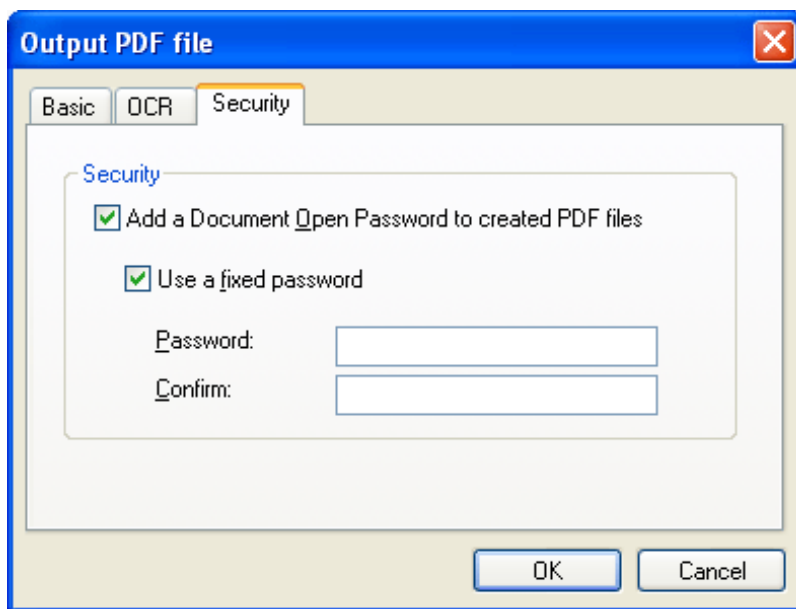 Output PDF file
Basic OCR Security
Security
Add a Document Open Password to created PDF files
Use a fixed password
Password:
Confirm:
OK Cancel